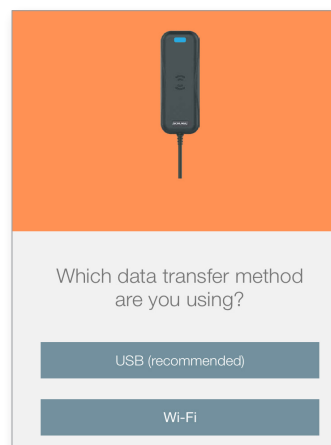 Which data transfer method
are you using?
USB (recommended)
Wi-Fi